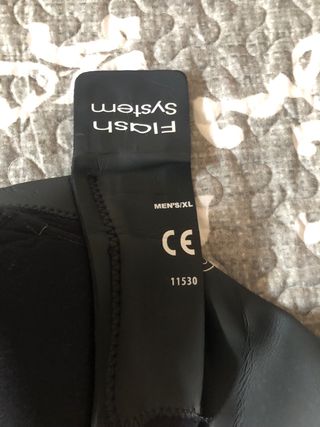 Flash
System
MEN'S/XL
CE
11530